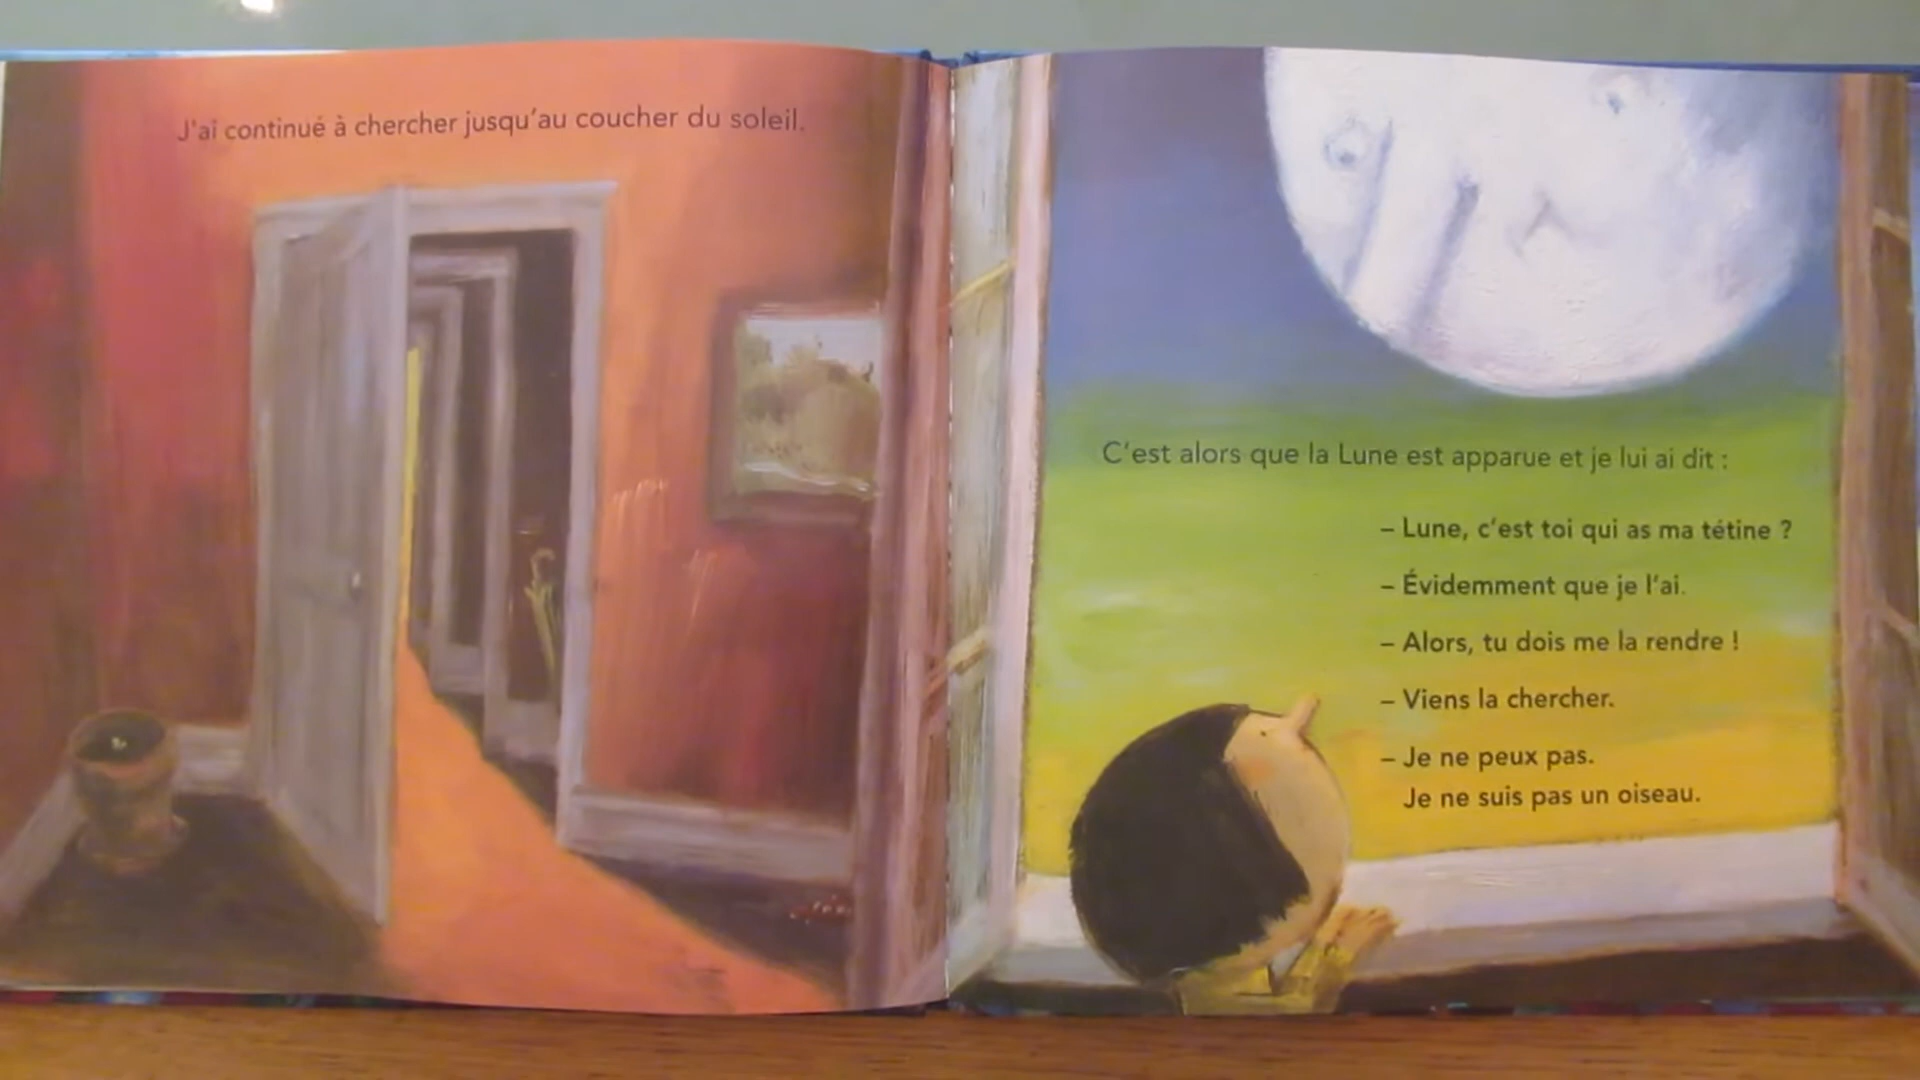 J'ai continué à chercher jusqu'au coucher du soleil.
C'est alors que la Lune est apparue et je lui ai dit :
– Lune, c'est toi qui as ma tétine ?
– Évidemment que je l'ai.
– Alors, tu dois me la rendre !
– Viens la chercher.
– Je ne peux pas.
Je ne suis pas un oiseau.